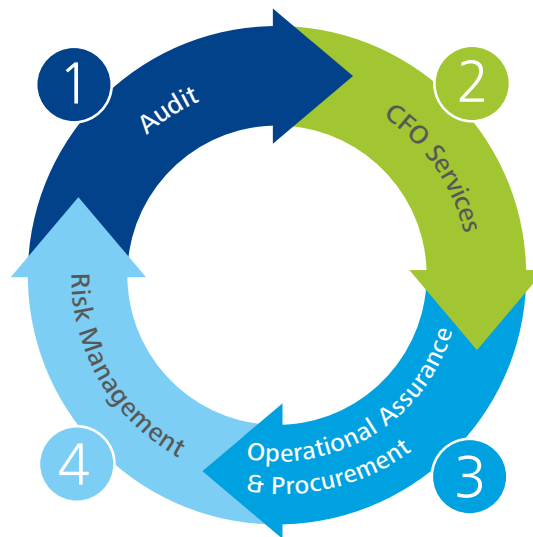 1
Audit
2
CFO Services
3
Operational Assurance
& Procurement
4
Risk Management